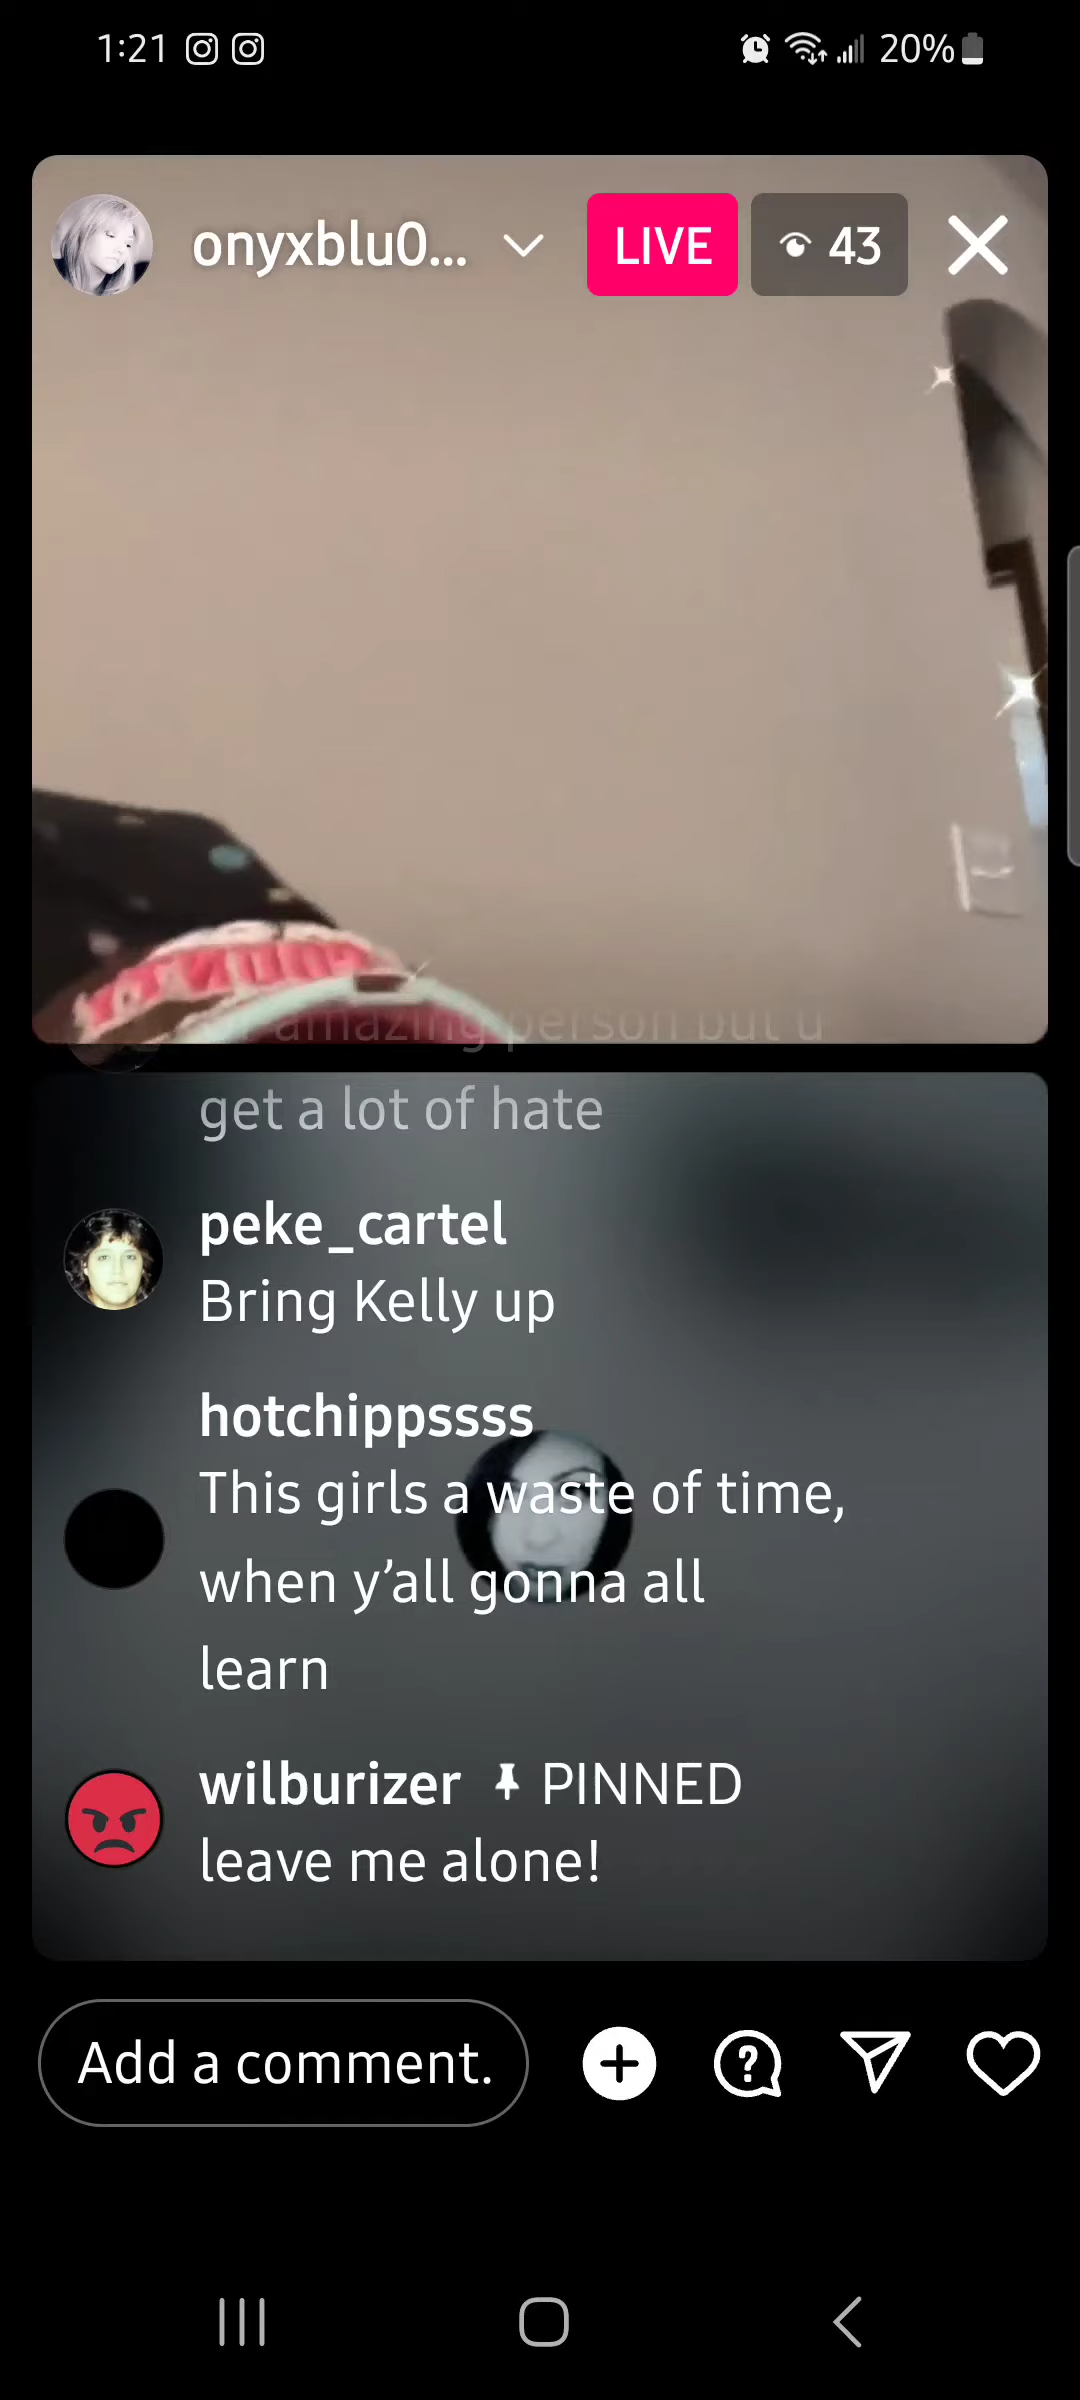 1:21 20%
onyxblu0... LIVE 43
amazing person but u
get a lot of hate
peke_cartel
Bring Kelly up
hotchippssss
This girls a waste of time,
when y’all gonna all
learn
wilburizer PINNED
leave me alone!
Add a comment.